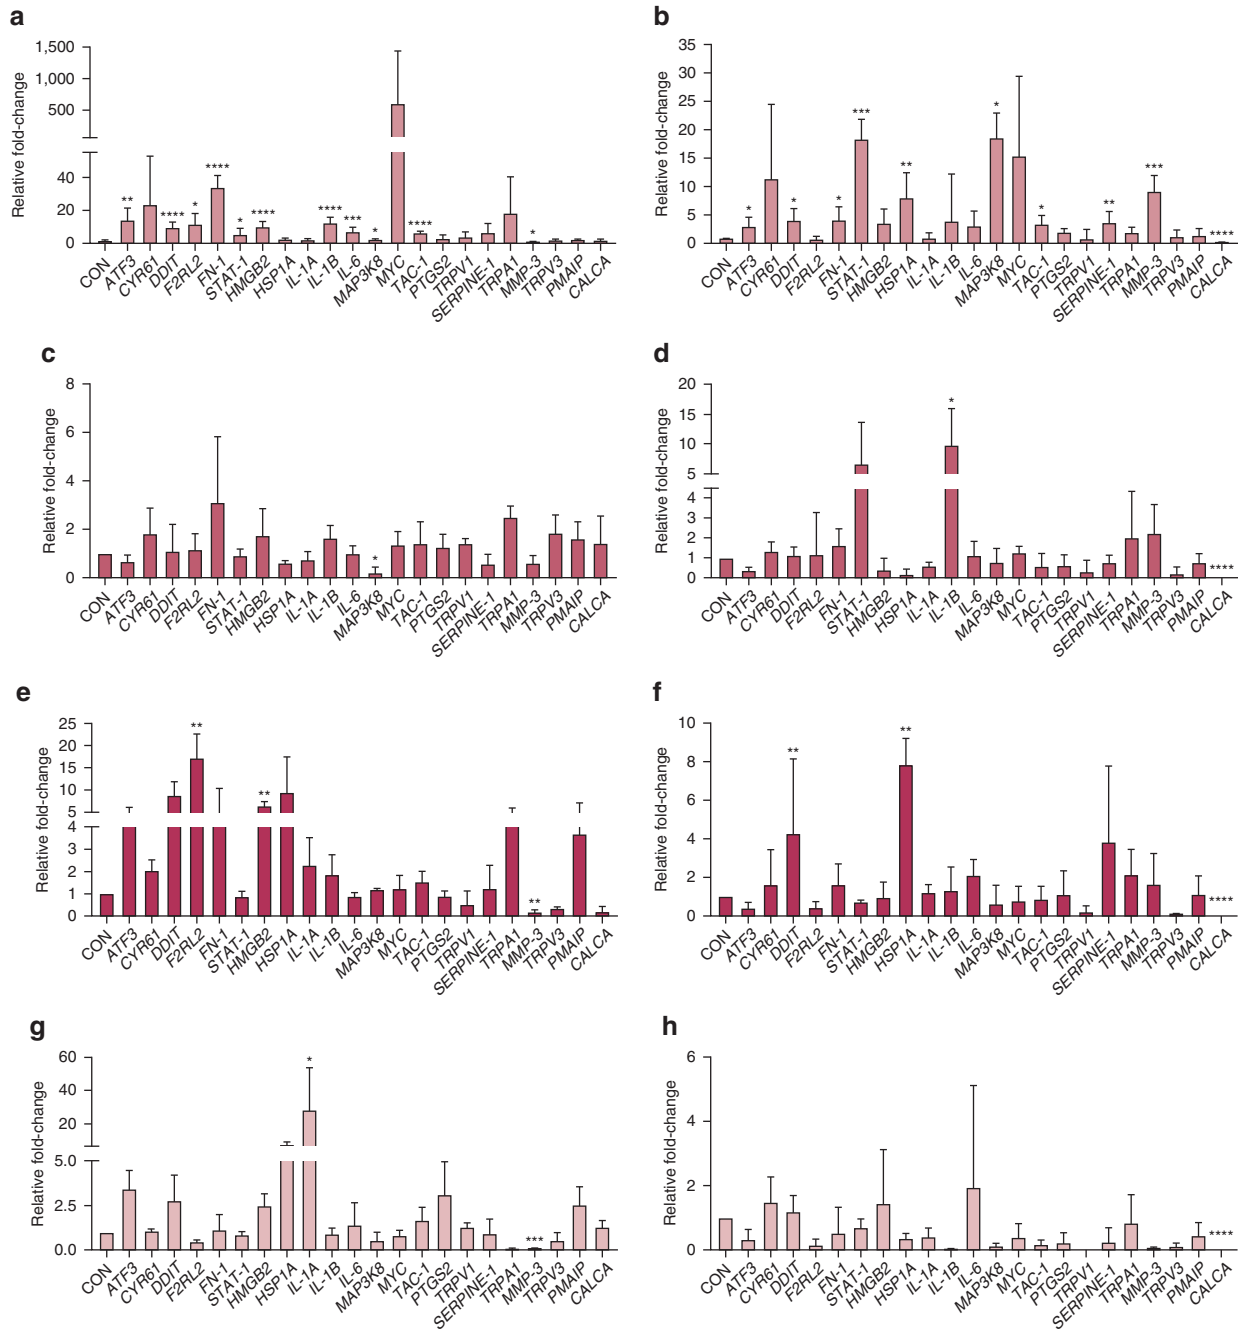 a
Relative fold-change
1,500
1,000
500
40
20
0
** **** * **** * **** **** *** * **** *
CON ATF3 CYR61 DDIT F2RL2 FN-1 STAT-1 HMGB2 HSP1A IL-1A IL-1B IL-6 MAP3K8 MYC TAC-1 PTGS2 TRPV1 SERPINE-1 TRPA1 MMP-3 TRPV3 PMAIP CALCA
b
Relative fold-change
35
30
25
20
15
10
5
0
* * * *** ** * * ** *** ****
CON ATF3 CYR61 DDIT F2RL2 FN-1 STAT-1 HMGB2 HSP1A IL-1A IL-1B IL-6 MAP3K8 MYC TAC-1 PTGS2 TRPV1 SERPINE-1 TRPA1 MMP-3 TRPV3 PMAIP CALCA
c
Relative fold-change
8
6
4
2
0
*
CON ATF3 CYR61 DDIT F2RL2 FN-1 STAT-1 HMGB2 HSP1A IL-1A IL-1B IL-6 MAP3K8 MYC TAC-1 PTGS2 TRPV1 SERPINE-1 TRPA1 MMP-3 TRPV3 PMAIP CALCA
d
Relative fold-change
20
15
10
5
4
3
2
1
0
* ****
CON ATF3 CYR61 DDIT F2RL2 FN-1 STAT-1 HMGB2 HSP1A IL-1A IL-1B IL-6 MAP3K8 MYC TAC-1 PTGS2 TRPV1 SERPINE-1 TRPA1 MMP-3 TRPV3 PMAIP CALCA
e
Relative fold-change
25
20
15
10
5
4
3
2
1
0
** ** **
CON ATF3 CYR61 DDIT F2RL2 FN-1 STAT-1 HMGB2 HSP1A IL-1A IL-1B IL-6 MAP3K8 MYC TAC-1 PTGS2 TRPV1 SERPINE-1 TRPA1 MMP-3 TRPV3 PMAIP CALCA
f
Relative fold-change
10
8
6
4
2
0
** ** ****
CON ATF3 CYR61 DDIT F2RL2 FN-1 STAT-1 HMGB2 HSP1A IL-1A IL-1B IL-6 MAP3K8 MYC TAC-1 PTGS2 TRPV1 SERPINE-1 TRPA1 MMP-3 TRPV3 PMAIP CALCA
g
Relative fold-change
60
40
20
5.0
2.5
0.0
* ***
CON ATF3 CYR61 DDIT F2RL2 FN-1 STAT-1 HMGB2 HSP1A IL-1A IL-1B IL-6 MAP3K8 MYC TAC-1 PTGS2 TRPV1 SERPINE-1 TRPA1 MMP-3 TRPV3 PMAIP CALCA
h
Relative fold-change
6
4
2
0
****
CON ATF3 CYR61 DDIT F2RL2 FN-1 STAT-1 HMGB2 HSP1A IL-1A IL-1B IL-6 MAP3K8 MYC TAC-1 PTGS2 TRPV1 SERPINE-1 TRPA1 MMP-3 TRPV3 PMAIP CALCA